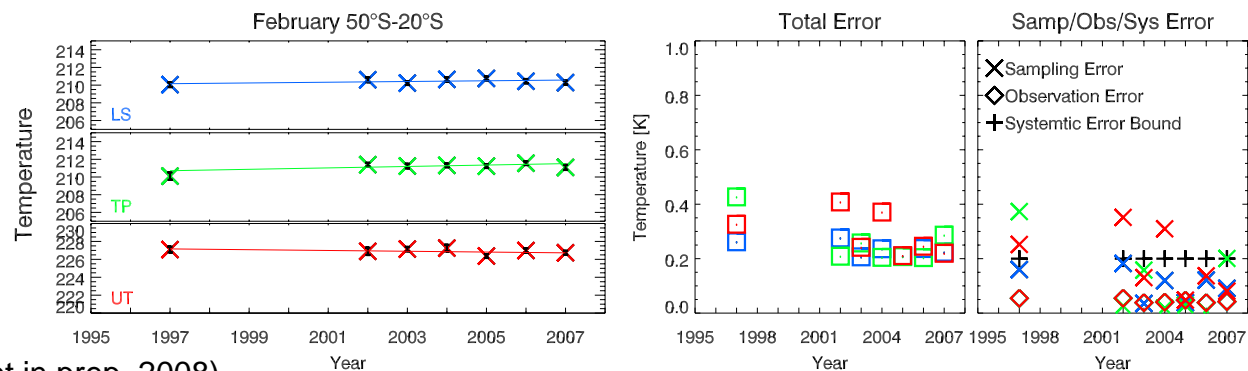 February 50°S-20°S
Total Error
Samp/Obs/Sys Error
Temperature
214
212
210
208
206
LS
214
212
210
208
206
TP
230
228
226
224
222
220
UT
1995 1997 1999 2001 2003 2005 2007
Year
Temperature [K]
1.0
0.8
0.6
0.4
0.2
0.0
1995 1998 2001 2004 2007
Year
Sampling Error
Observation Error
Systemtic Error Bound
1995 1998 2001 2004 2007
Year
in prep. 2008)